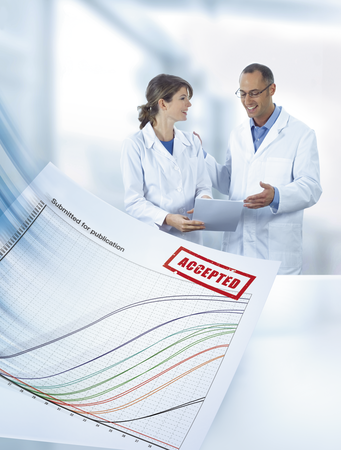 Submitted for publication
ACCEPTED